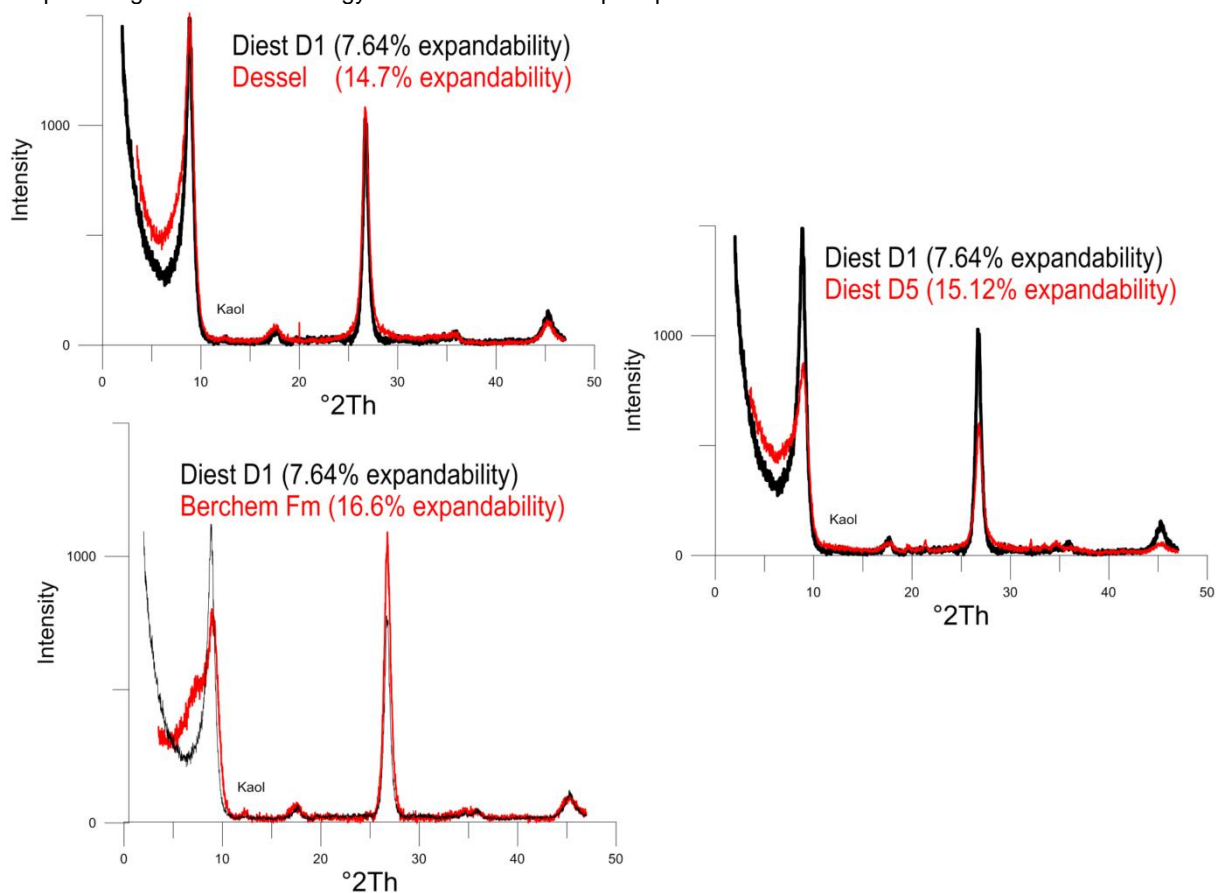 Diest D1 (7.64% expandability)
Dessel (14.7% expandability)
Intensity
1000
0
Kaol
0
10
20
30
40
50
°2Th
Diest D1 (7.64% expandability)
Diest D5 (15.12% expandability)
Intensity
1000
0
Kaol
0
10
20
30
40
50
°2Th
Diest D1 (7.64% expandability)
Berchem Fm (16.6% expandability)
Intensity
1000
0
Kaol
0
10
20
30
40
50
°2Th